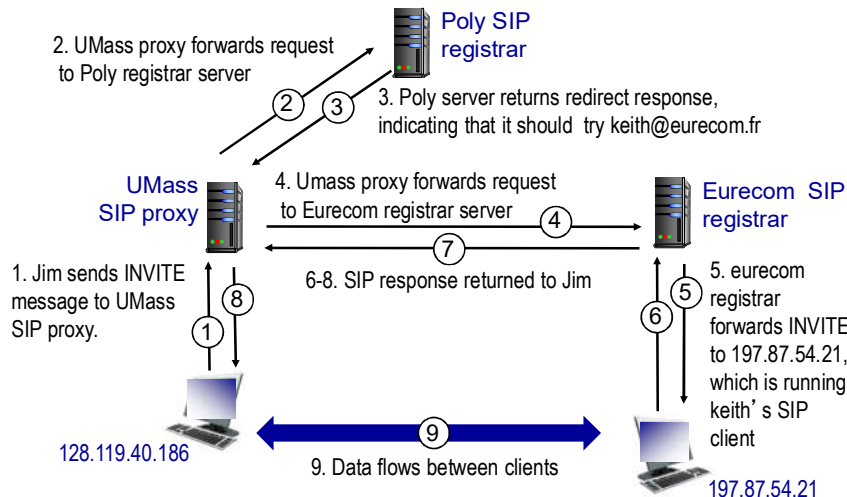 Poly SIP
registrar
2. UMass proxy forwards request
to Poly registrar server
2
3
3. Poly server returns redirect response,
indicating that it should try keith@eurecom.fr
UMass
SIP proxy
4. Umass proxy forwards request
to Eurecom registrar server
4
Eurecom SIP
registrar
7
6-8. SIP response returned to Jim
1. Jim sends INVITE
message to UMass
SIP proxy.
8
1
5. eurecom
registrar
forwards INVITE
to 197.87.54.21,
which is running
keith’s SIP
client
5
6
9
128.119.40.186
9. Data flows between clients
197.87.54.21